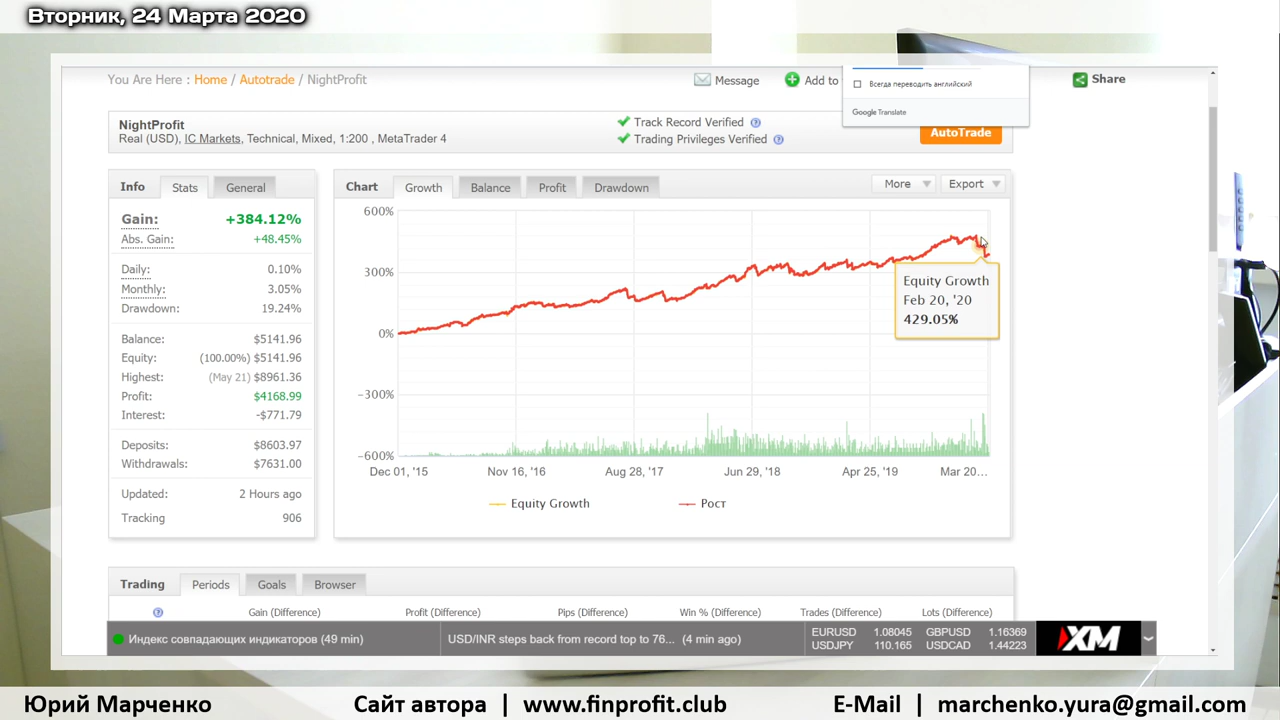 Вторник, 24 Марта 2020
You Are Here : Home / Autotrade / NightProfit
Message
Add to
Всегда переводить английский
Google Translate
Share
NightProfit
Real (USD), IC Markets, Technical, Mixed, 1:200 , MetaTrader 4
Track Record Verified
Trading Privileges Verified
AutoTrade
Info Stats General
Gain: +384.12%
Abs. Gain: +48.45%
Daily: 0.10%
Monthly: 3.05%
Drawdown: 19.24%
Balance: $5141.96
Equity: (100.00%) $5141.96
Highest: (May 21) $8961.36
Profit: $4168.99
Interest: -$771.79
Deposits: $8603.97
Withdrawals: $7631.00
Updated: 2 Hours ago
Tracking 906
Chart Growth Balance Profit Drawdown More Export
600%
300%
0%
-300%
-600%
Equity Growth
Feb 20, '20
429.05%
Dec 01, '15 Nov 16, '16 Aug 28, '17 Jun 29, '18 Apr 25, '19 Mar 20...
Equity Growth Рост
Trading Periods Goals Browser
Gain (Difference) Profit (Difference) Pips (Difference) Win % (Difference) Trades (Difference) Lots (Difference)
Индекс совпадающих индикаторов (49 min)
USD/INR steps back from record top to 76... (4 min ago)
EURUSD 1.08045 GBPUSD 1.16369
USDJPY 110.165 USDCAD 1.44223
XM
Юрий Марченко Сайт автора | www.finprofit.club E-Mail | marchenko.yura@gmail.com